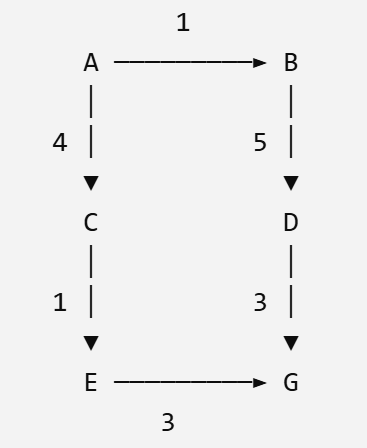 1
A ─────────► B
│ │
4 │ 5 │
▼ ▼
C D
│ │
1 │ 3 │
▼ ▼
E ─────────► G
3